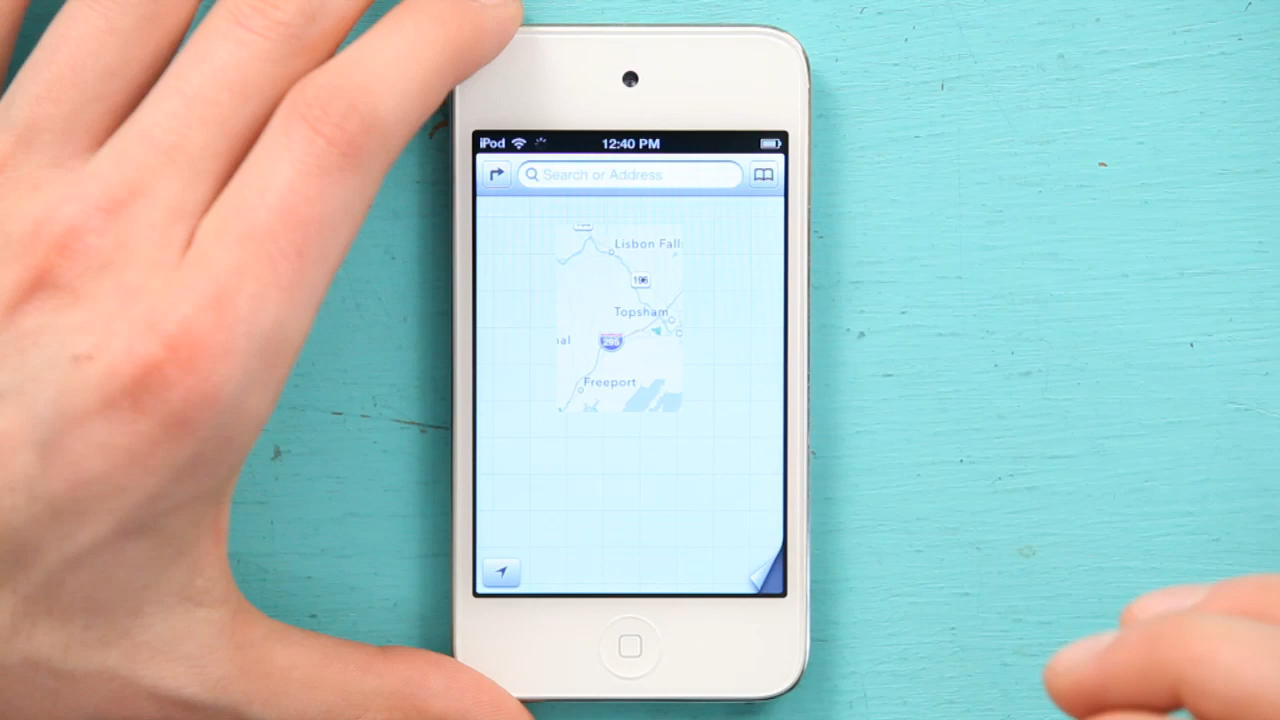 iPod 12:40 PM
Search or Address
Lisbon Fall
196
Topsham
295
Freeport